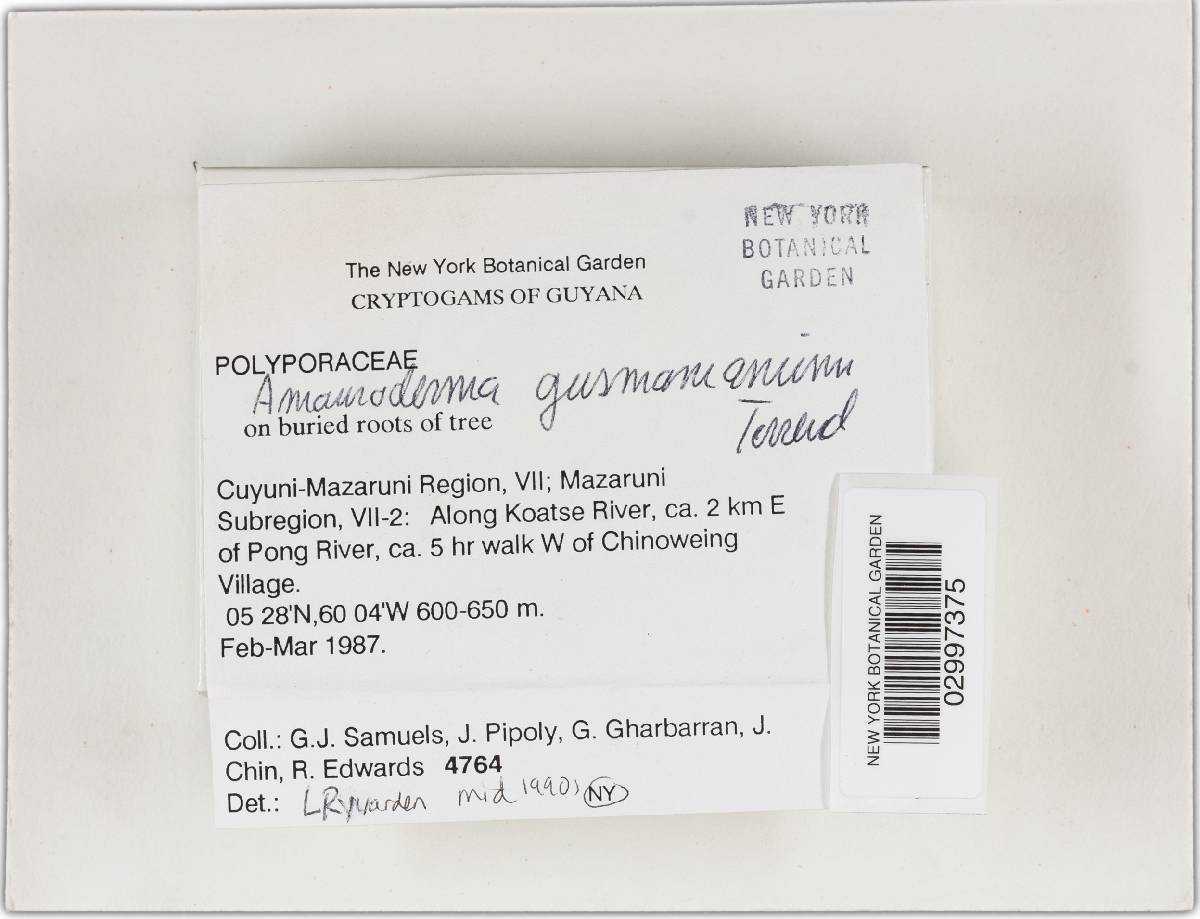 NEW YORK
BOTANICAL
GARDEN
The New York Botanical Garden
CRYPTOGAMS OF GUYANA
POLYPORACEAE
Amauroderma gusmanianum
Torrend
on buried roots of tree
Cuyuni-Mazaruni Region, VII; Mazaruni
Subregion, VII-2: Along Koatse River, ca. 2 km E
of Pong River, ca. 5 hr walk W of Chinoweing
Village.
05 28'N,60 04'W 600-650 m.
Feb-Mar 1987.
Coll.: G.J. Samuels, J. Pipoly, G. Gharbarran, J.
Chin, R. Edwards 4764
Det.: LRyvarden mid 1990s NY
NEW YORK BOTANICAL GARDEN
02997375